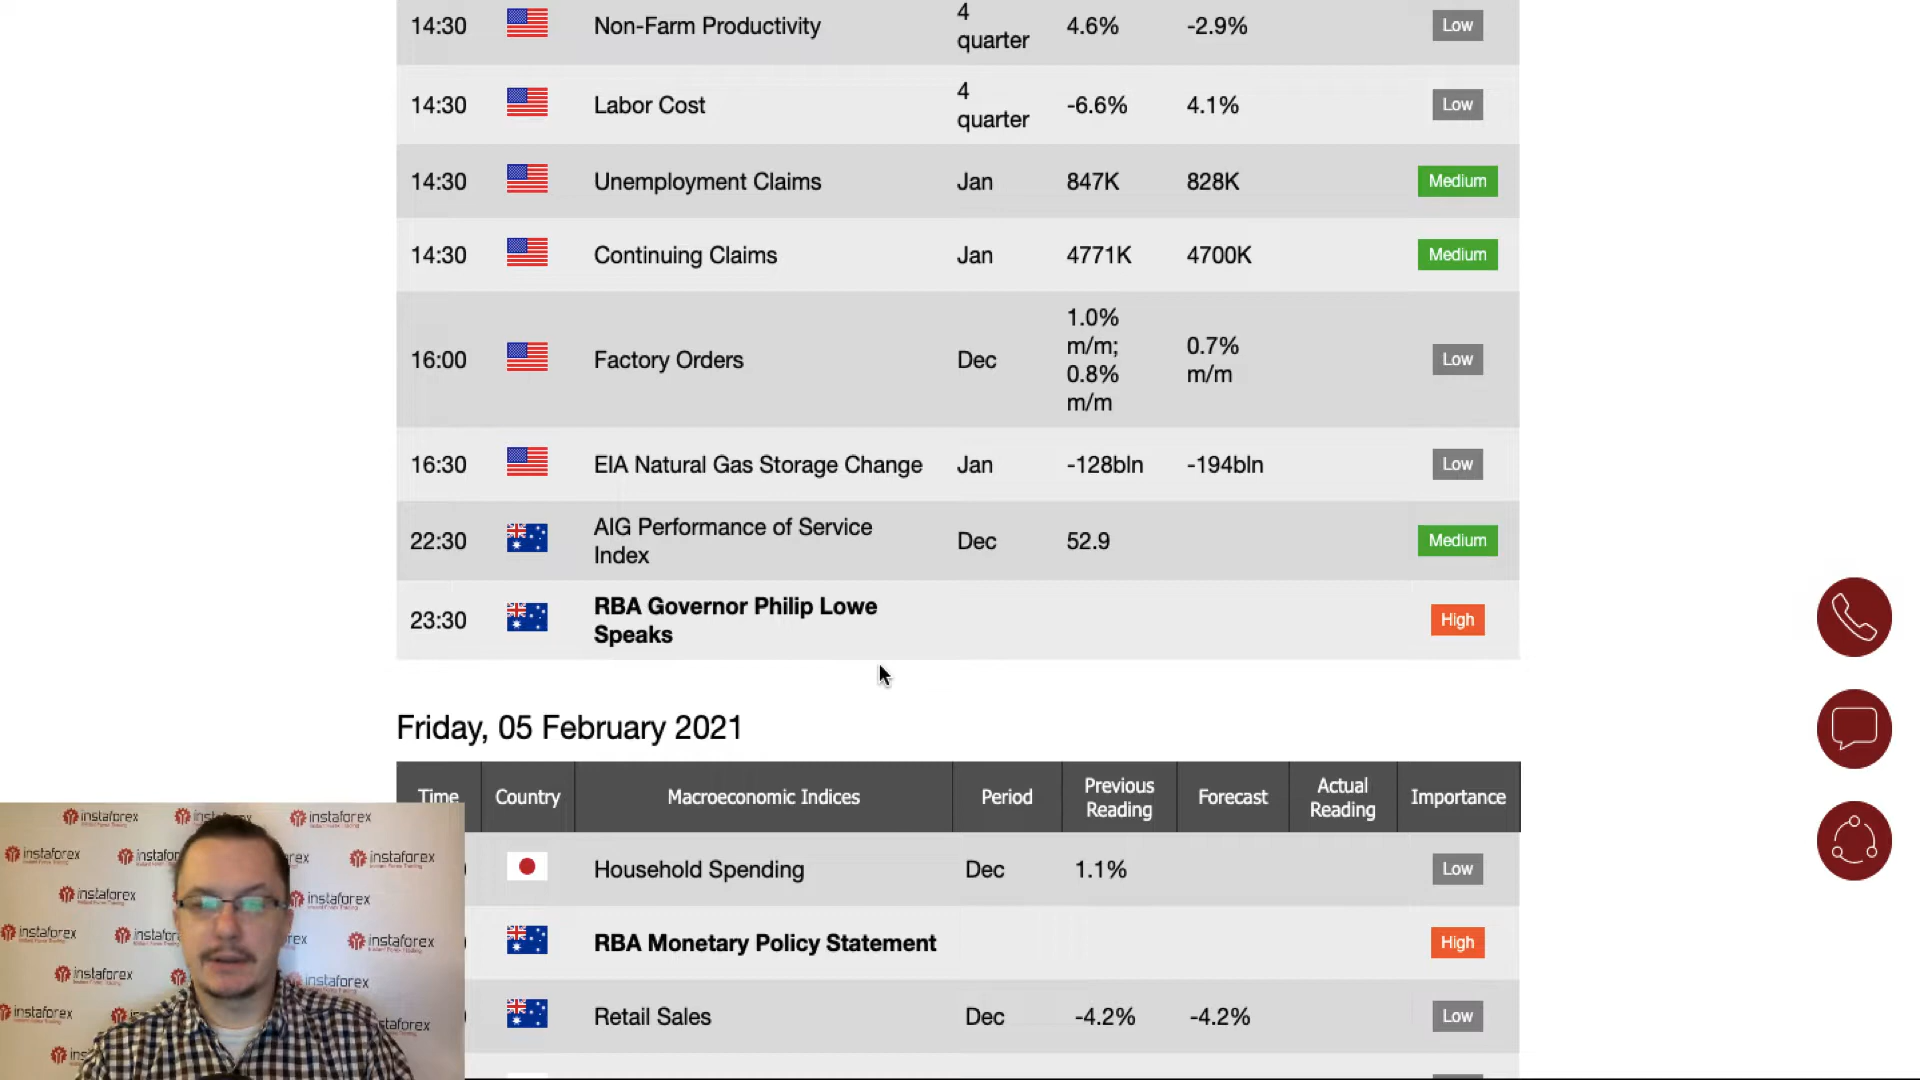 14:30 Non-Farm Productivity 4 quarter 4.6% -2.9% Low
14:30 Labor Cost 4 quarter -6.6% 4.1% Low
14:30 Unemployment Claims Jan 847K 828K Medium
14:30 Continuing Claims Jan 4771K 4700K Medium
16:00 Factory Orders Dec 1.0% m/m; 0.8% m/m 0.7% m/m Low
16:30 EIA Natural Gas Storage Change Jan -128bln -194bln Low
22:30 AIG Performance of Service Index Dec 52.9 Medium
23:30 RBA Governor Philip Lowe Speaks High
Friday, 05 February 2021
Time Country Macroeconomic Indices Period Previous Reading Forecast Actual Reading Importance
Household Spending Dec 1.1% Low
RBA Monetary Policy Statement High
Retail Sales Dec -4.2% -4.2% Low
instaforex
instaforex
instaforex
instaforex
instaforex
instaforex
instaforex
instaforex
instaforex
instaforex
instaforex